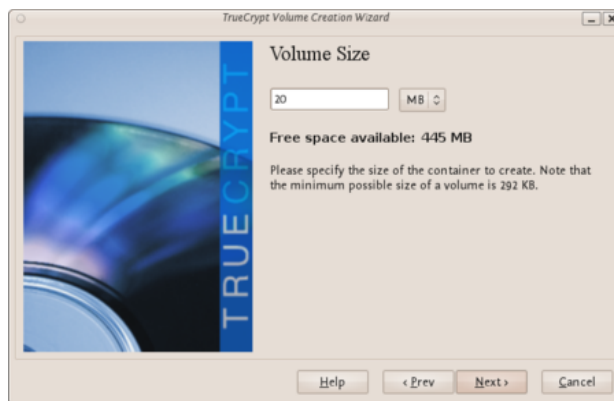 TrueCrypt Volume Creation Wizard
TRUECRYPT
Volume Size
20 MB
Free space available: 445 MB
Please specify the size of the container to create. Note that
the minimum possible size of a volume is 292 KB.
Help < Prev Next > Cancel